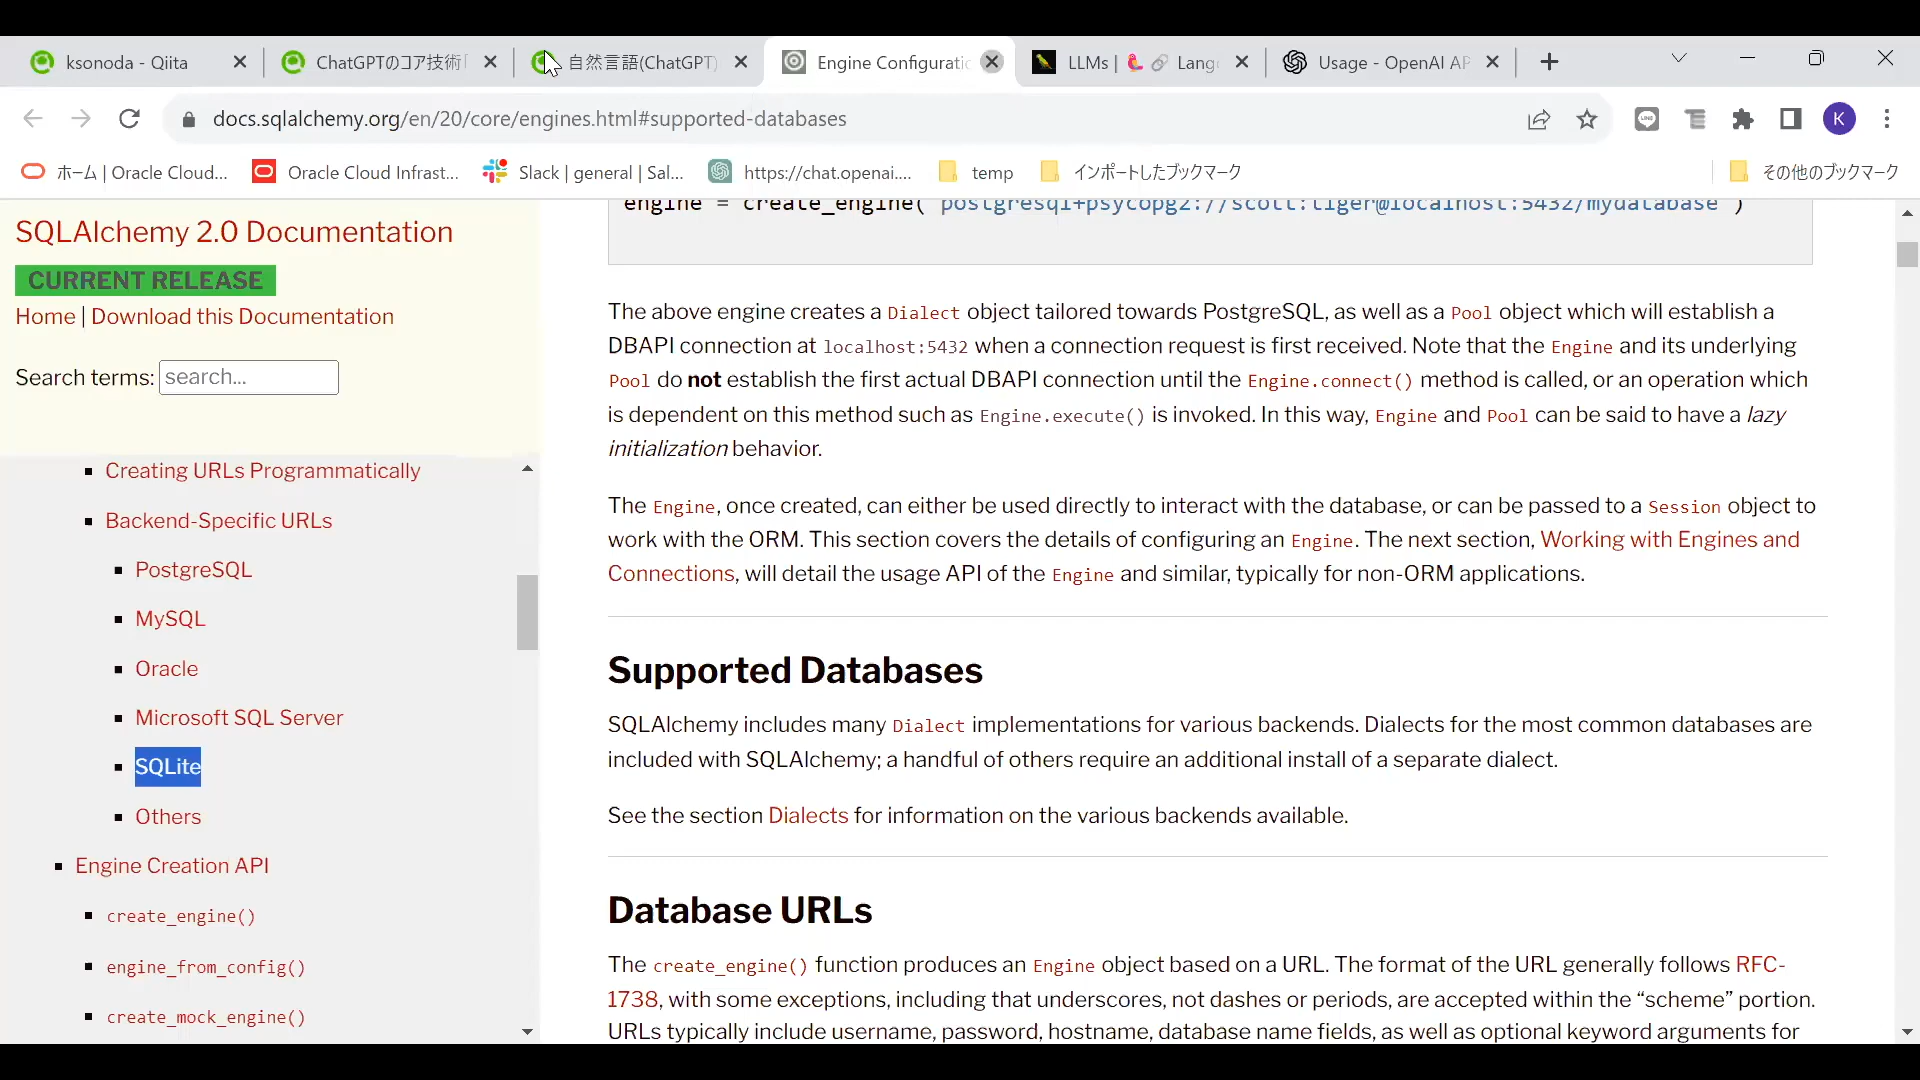 ksonoda - Qiita
ChatGPTのコア技術「
自然言語(ChatGPT)
Engine Configuratio
LLMs | 🦜🔗 Lang
Usage - OpenAI AP
docs.sqlalchemy.org/en/20/core/engines.html#supported-databases
K
ホーム | Oracle Cloud...
Oracle Cloud Infrast...
Slack | general | Sal...
https://chat.openai....
temp
インポートしたブックマーク
その他のブックマーク
SQLAlchemy 2.0 Documentation
CURRENT RELEASE
Home | Download this Documentation
Search terms: search...
Creating URLs Programmatically
Backend-Specific URLs
PostgreSQL
MySQL
Oracle
Microsoft SQL Server
SQLite
Others
Engine Creation API
create_engine()
engine_from_config()
create_mock_engine()
engine = create_engine("postgresql+psycopg2://scott:tiger@localhost:5432/mydatabase")
The above engine creates a Dialect object tailored towards PostgreSQL, as well as a Pool object which will establish a
DBAPI connection at localhost:5432 when a connection request is first received. Note that the Engine and its underlying
Pool do not establish the first actual DBAPI connection until the Engine.connect() method is called, or an operation which
is dependent on this method such as Engine.execute() is invoked. In this way, Engine and Pool can be said to have a lazy
initialization behavior.
The Engine, once created, can either be used directly to interact with the database, or can be passed to a Session object to
work with the ORM. This section covers the details of configuring an Engine. The next section, Working with Engines and
Connections, will detail the usage API of the Engine and similar, typically for non-ORM applications.
Supported Databases
SQLAlchemy includes many Dialect implementations for various backends. Dialects for the most common databases are
included with SQLAlchemy; a handful of others require an additional install of a separate dialect.
See the section Dialects for information on the various backends available.
Database URLs
The create_engine() function produces an Engine object based on a URL. The format of the URL generally follows RFC-
1738, with some exceptions, including that underscores, not dashes or periods, are accepted within the “scheme” portion.
URLs typically include username, password, hostname, database name fields, as well as optional keyword arguments for